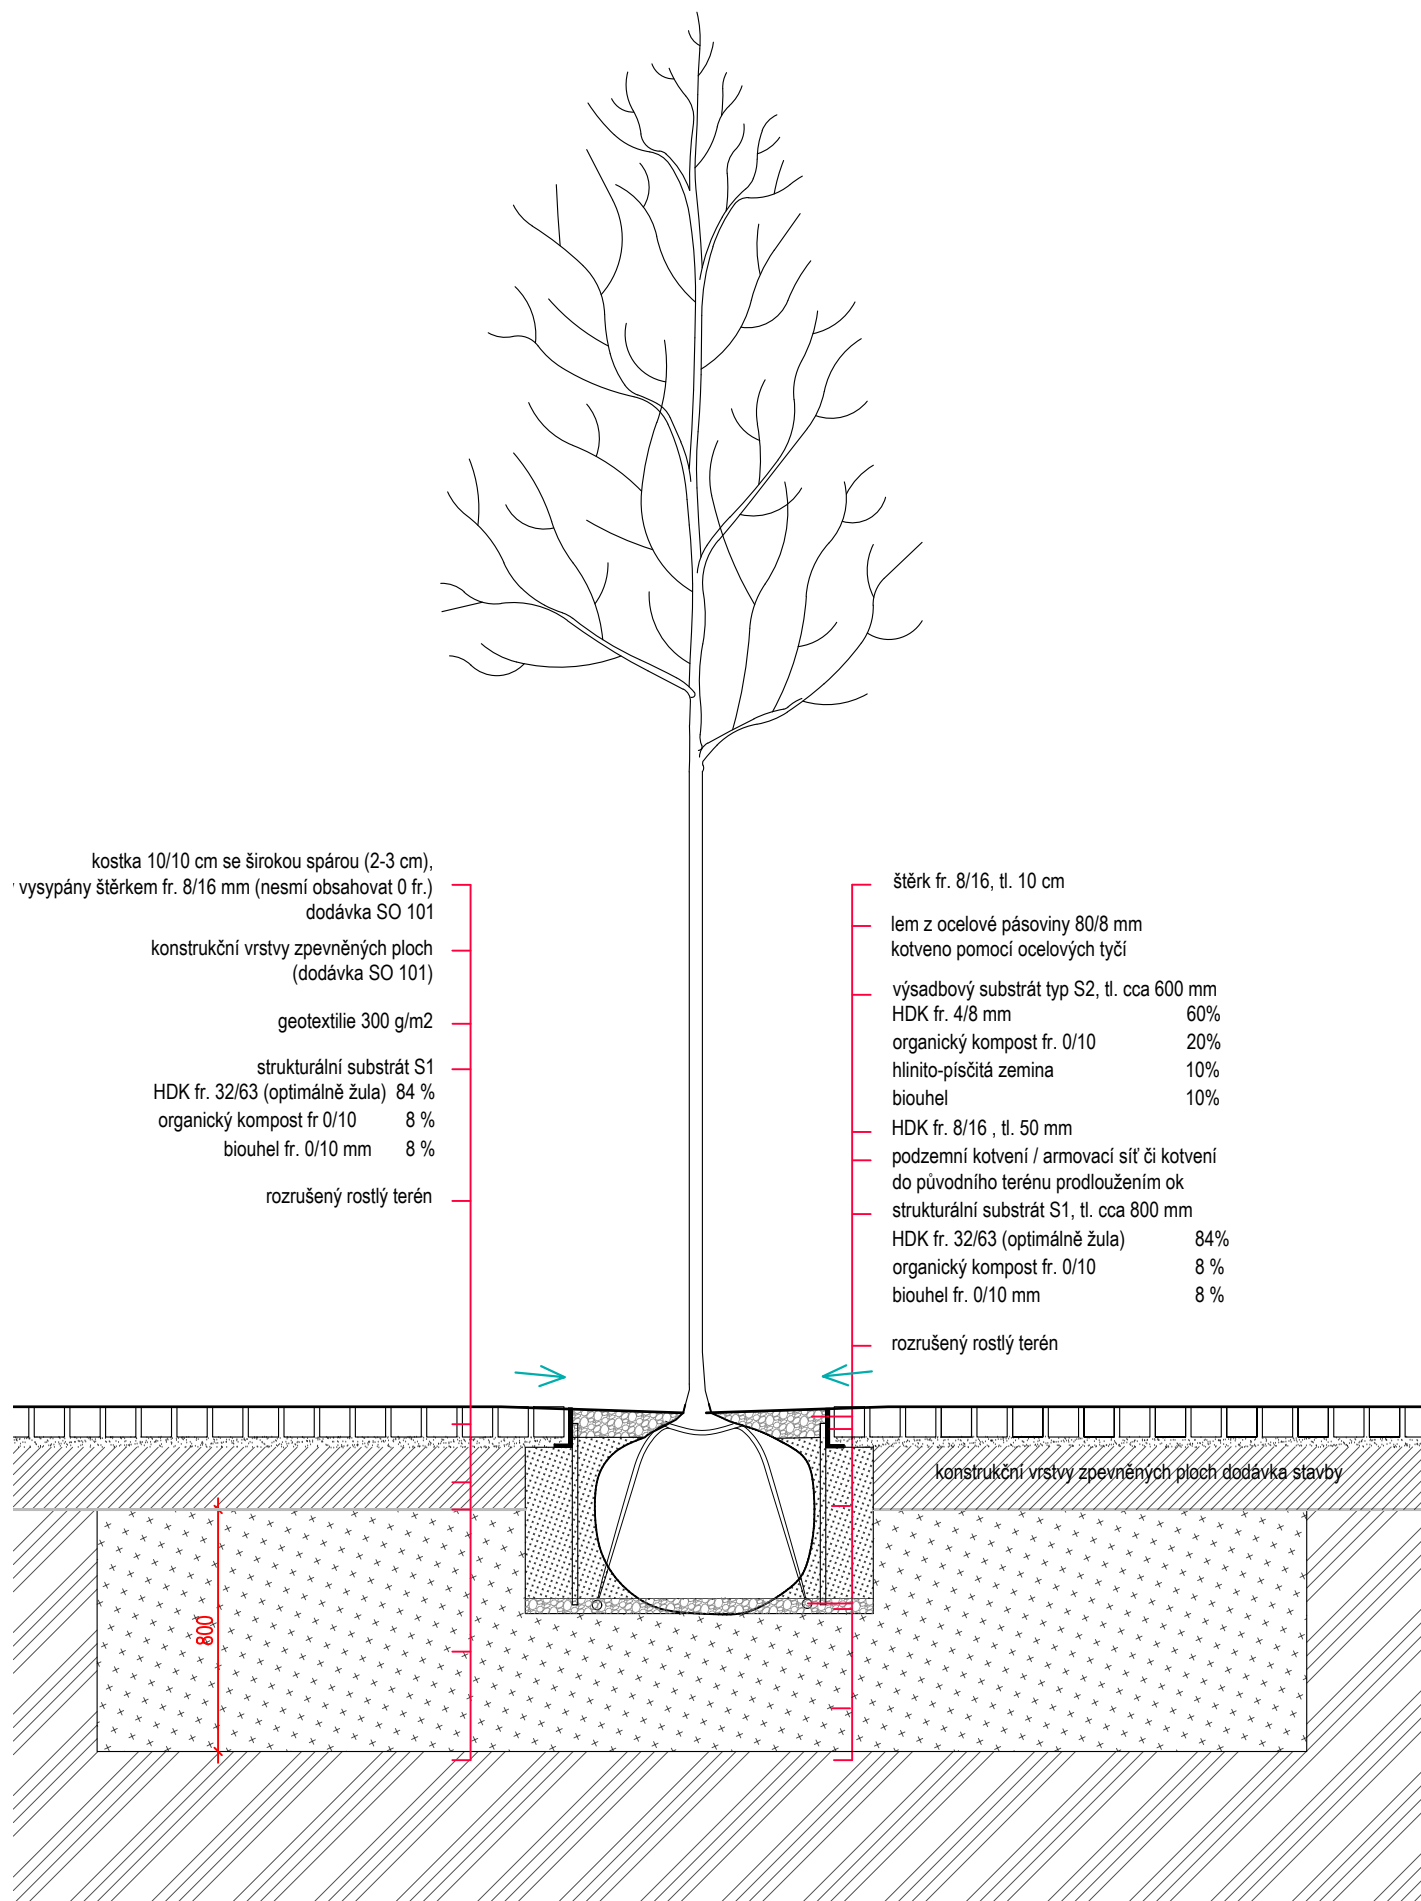 kostka 10/10 cm se širokou spárou (2-3 cm),
vysypány štěrkem fr. 8/16 mm (nesmí obsahovat 0 fr.)
dodávka SO 101
konstrukční vrstvy zpevněných ploch
(dodávka SO 101)
geotextilie 300 g/m2
strukturální substrát S1
HDK fr. 32/63 (optimálně žula) 84 %
organický kompost fr 0/10 8 %
biouhel fr. 0/10 mm 8 %
rozrušený rostlý terén
štěrk fr. 8/16, tl. 10 cm
lem z ocelové pásoviny 80/8 mm
kotveno pomocí ocelových tyčí
výsadbový substrát typ S2, tl. cca 600 mm
HDK fr. 4/8 mm 60%
organický kompost fr. 0/10 20%
hlinito-písčitá zemina 10%
biouhel 10%
HDK fr. 8/16 , tl. 50 mm
podzemní kotvení / armovací síť či kotvení
do původního terénu prodloužením ok
strukturální substrát S1, tl. cca 800 mm
HDK fr. 32/63 (optimálně žula) 84%
organický kompost fr. 0/10 8 %
biouhel fr. 0/10 mm 8 %
rozrušený rostlý terén
konstrukční vrstvy zpevněných ploch dodávka stavby
800